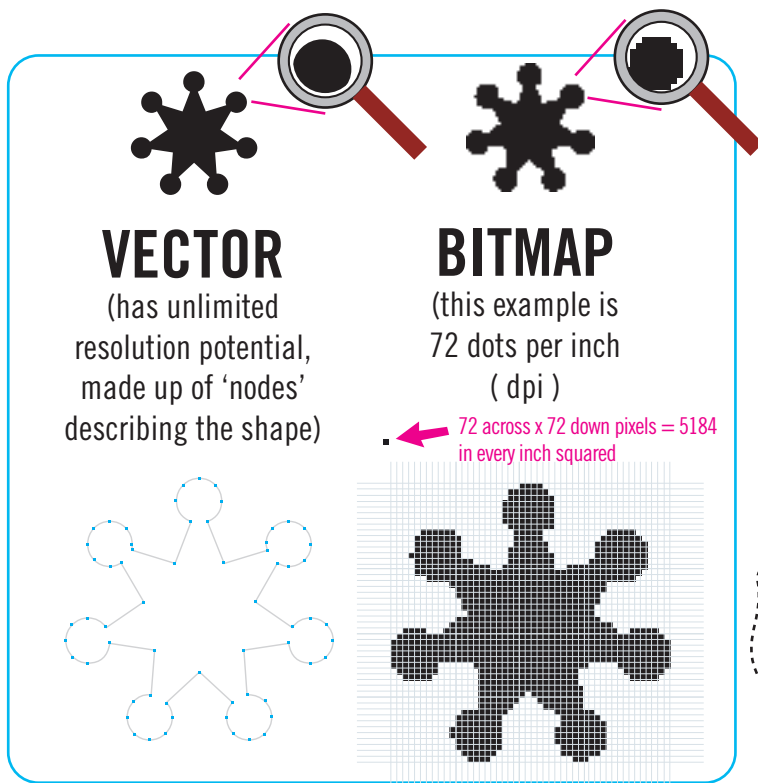 VECTOR
(has unlimited
resolution potential,
made up of ‘nodes’
describing the shape)
BITMAP
(this example is
72 dots per inch
( dpi )
72 across x 72 down pixels = 5184
in every inch squared